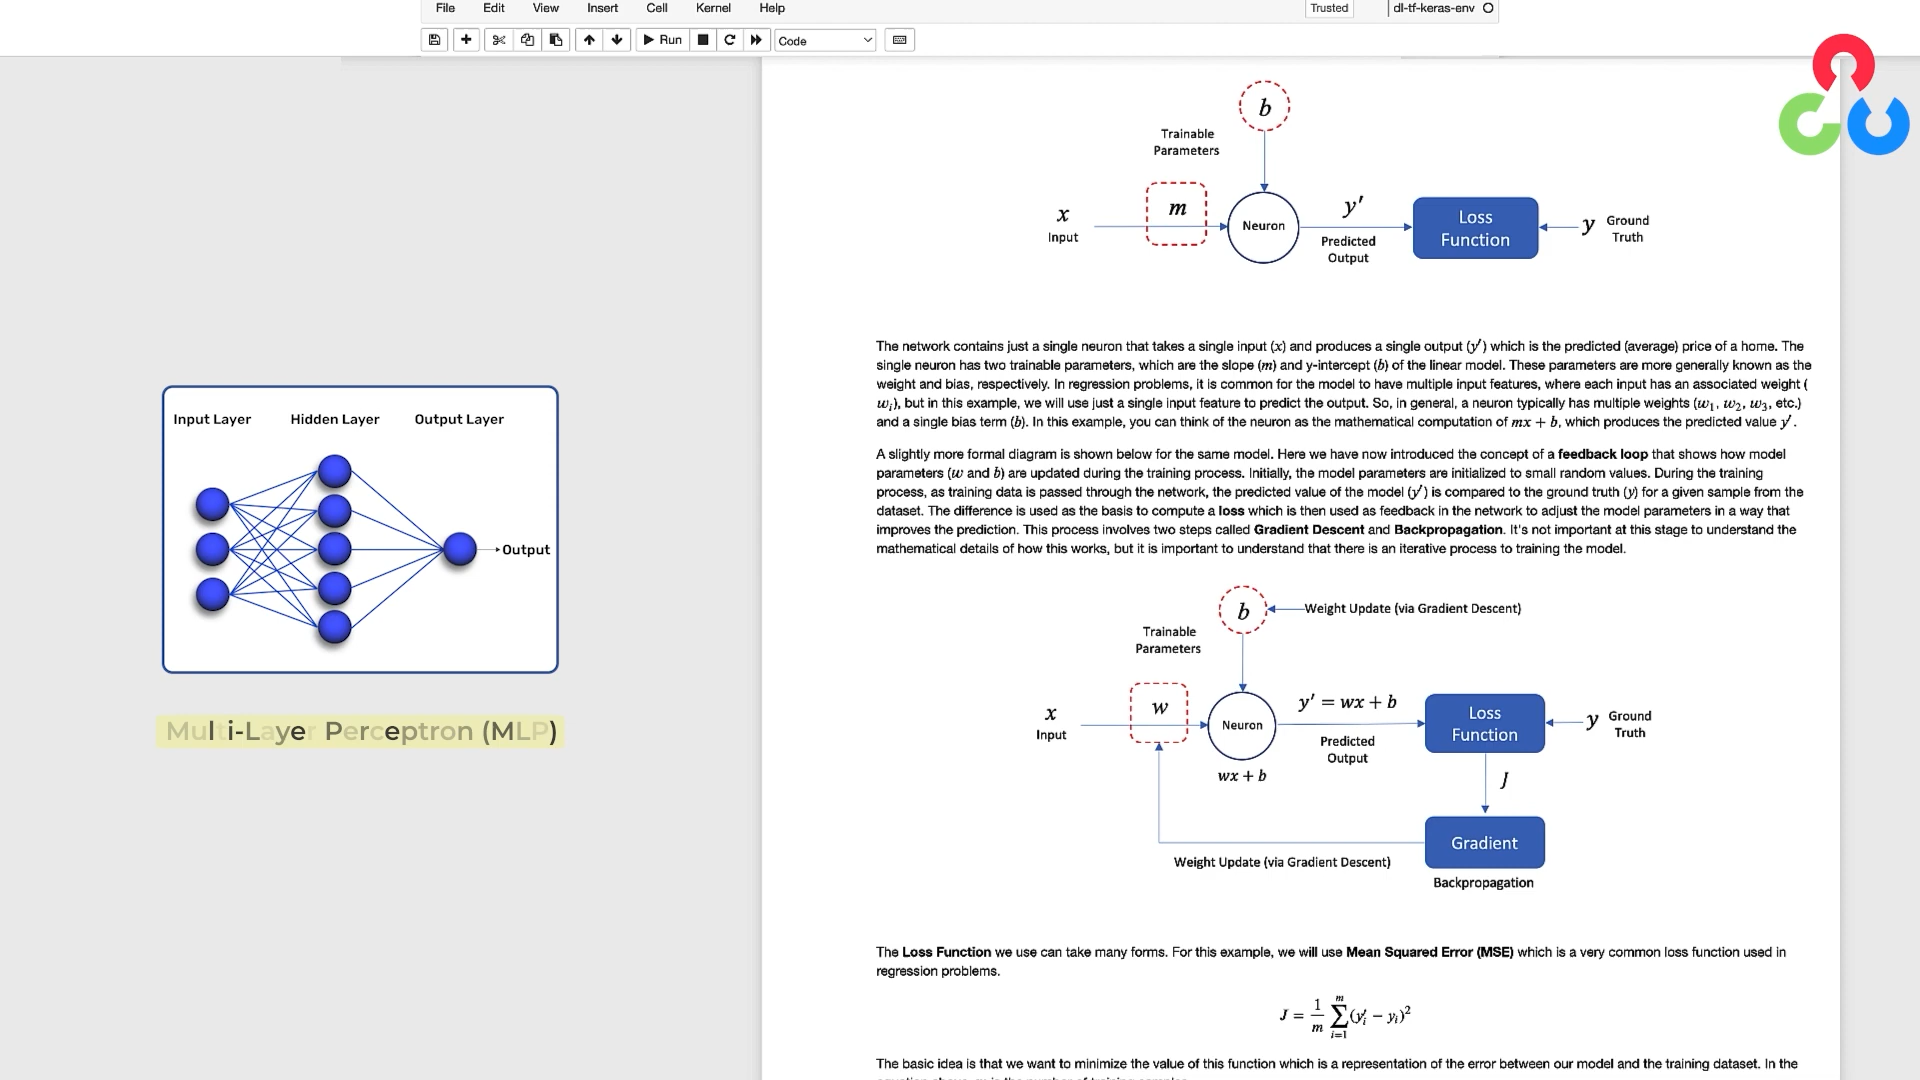 File Edit View Insert Cell Kernel Help Trusted dl-tf-keras-env
Run Code
Input Layer Hidden Layer Output Layer
Output
Multi-Layer Perceptron (MLP)
b
Trainable
Parameters
x
Input
m
Neuron
y′
Predicted
Output
Loss
Function
y
Ground
Truth
The network contains just a single neuron that takes a single input (x) and produces a single output (y′) which is the predicted (average) price of a home. The
single neuron has two trainable parameters, which are the slope (m) and y-intercept (b) of the linear model. These parameters are more generally known as the
weight and bias, respectively. In regression problems, it is common for the model to have multiple input features, where each input has an associated weight (
w_i), but in this example, we will use just a single input feature to predict the output. So, in general, a neuron typically has multiple weights (w_1, w_2, w_3, etc.)
and a single bias term (b). In this example, you can think of the neuron as the mathematical computation of mx + b, which produces the predicted value y′.
A slightly more formal diagram is shown below for the same model. Here we have now introduced the concept of a feedback loop that shows how model
parameters (w and b) are updated during the training process. Initially, the model parameters are initialized to small random values. During the training
process, as training data is passed through the network, the predicted value of the model (y′) is compared to the ground truth (y) for a given sample from the
dataset. The difference is used as the basis to compute a loss which is then used as feedback in the network to adjust the model parameters in a way that
improves the prediction. This process involves two steps called Gradient Descent and Backpropagation. It's not important at this stage to understand the
mathematical details of how this works, but it is important to understand that there is an iterative process to training the model.
b
Weight Update (via Gradient Descent)
Trainable
Parameters
x
Input
w
Neuron
wx + b
y′ = wx + b
Predicted
Output
Loss
Function
y
Ground
Truth
J
Gradient
Weight Update (via Gradient Descent)
Backpropagation
The Loss Function we use can take many forms. For this example, we will use Mean Squared Error (MSE) which is a very common loss function used in
regression problems.
J = 1/m ∑_{i=1}^{m} (y′_i − y_i)²
The basic idea is that we want to minimize the value of this function which is a representation of the error between our model and the training dataset. In the